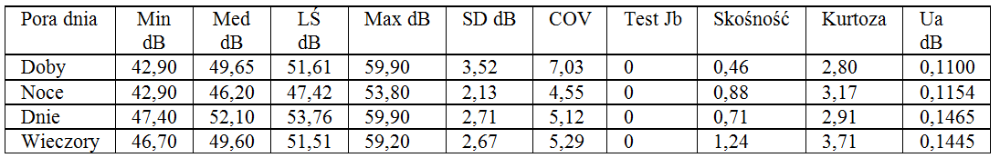 Pora dnia Min dB Med dB LŚ dB Max dB SD dB COV Test Jb Skośność Kurtoza Ua dB
Doby 42,90 49,65 51,61 59,90 3,52 7,03 0 0,46 2,80 0,1100
Noce 42,90 46,20 47,42 53,80 2,13 4,55 0 0,88 3,17 0,1154
Dnie 47,40 52,10 53,76 59,90 2,71 5,12 0 0,71 2,91 0,1465
Wieczory 46,70 49,60 51,51 59,20 2,67 5,29 0 1,24 3,71 0,1445